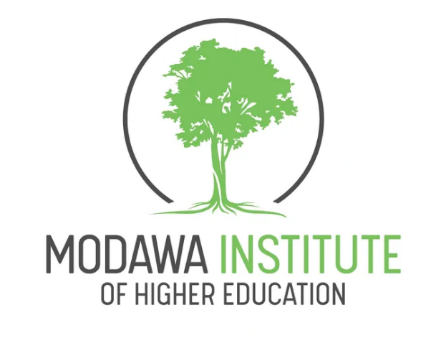 MODAWA INSTITUTE
OF HIGHER EDUCATION